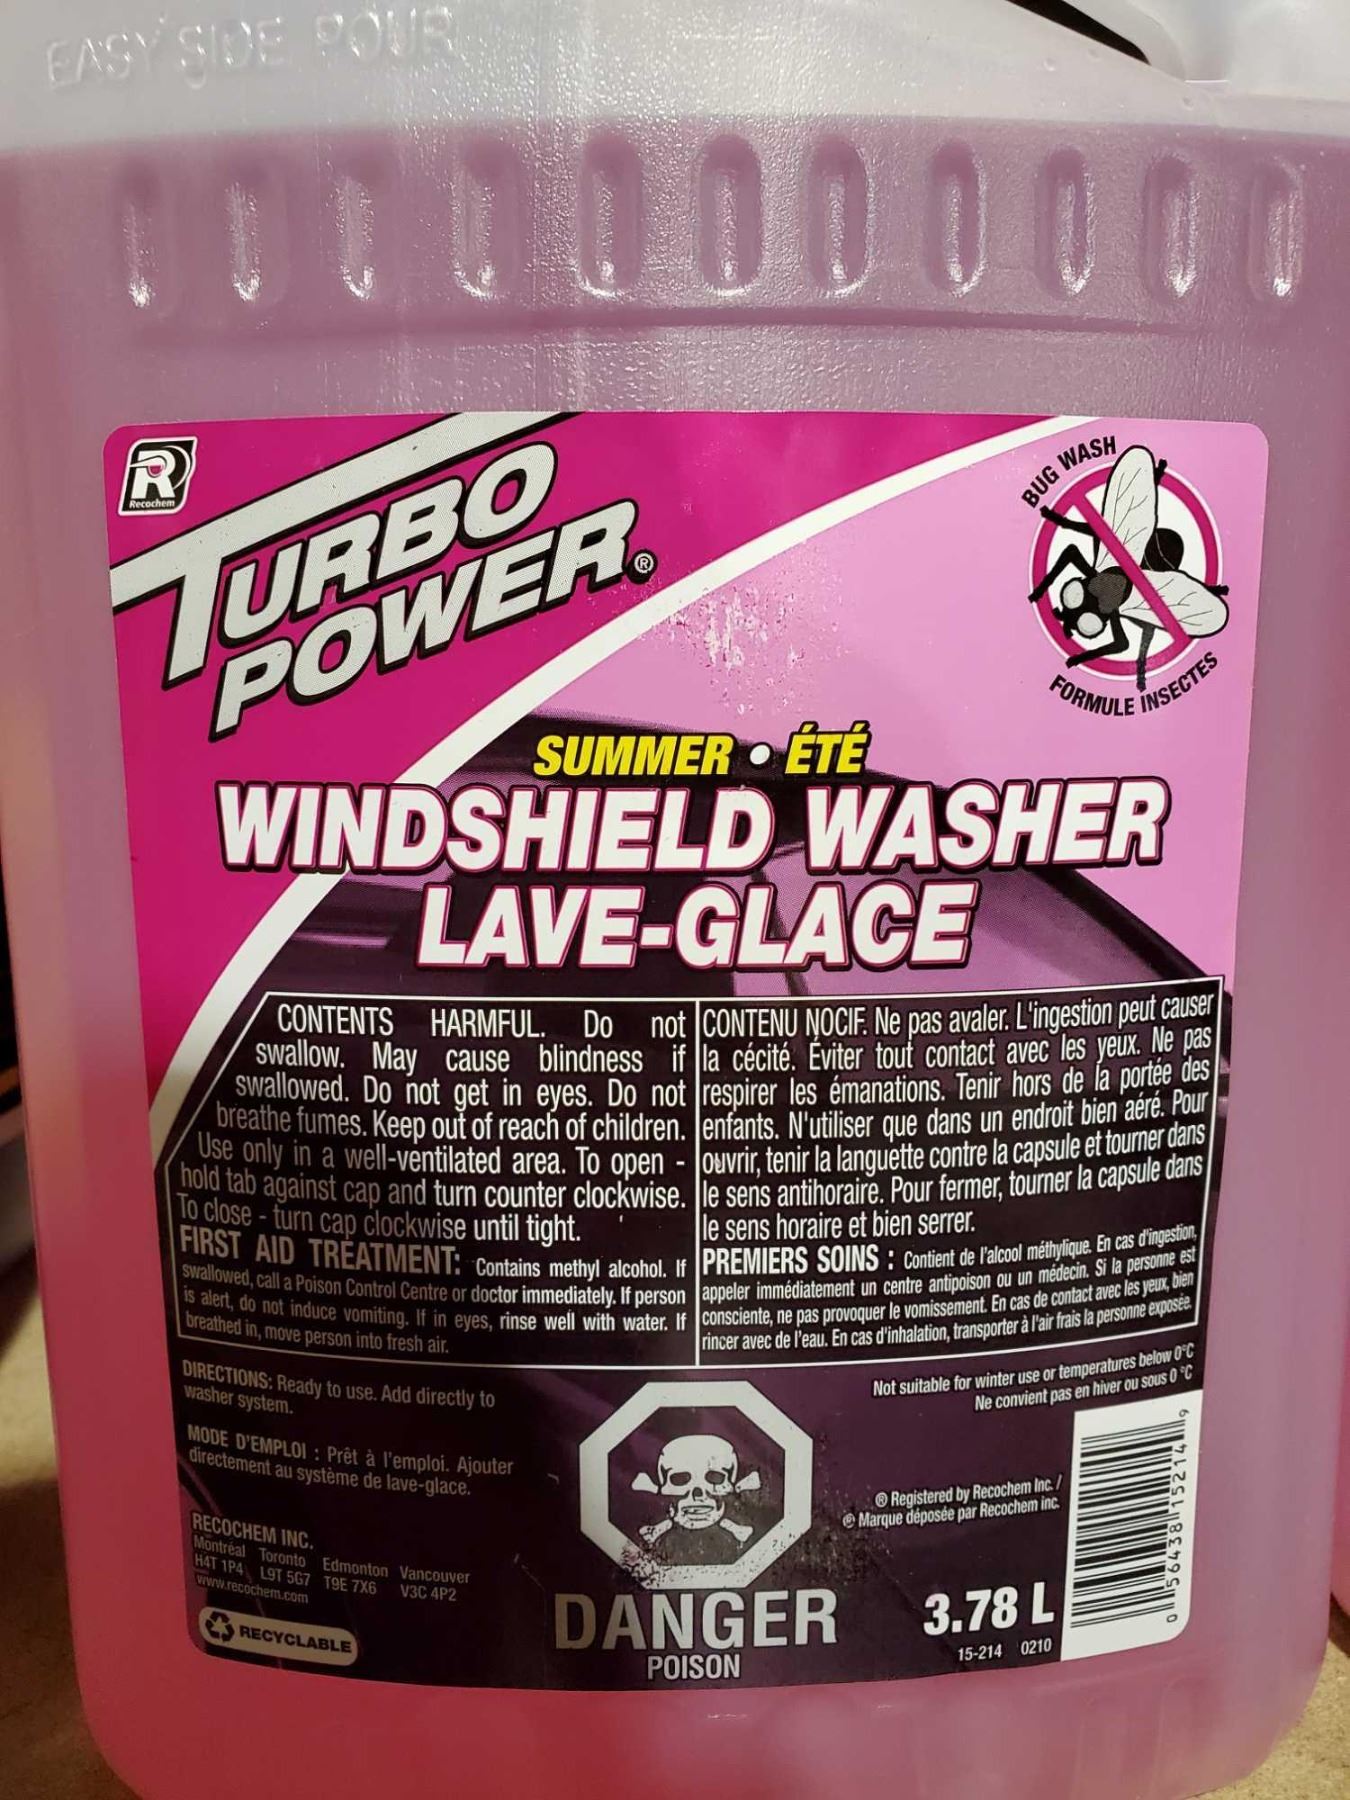 EASY SIDE POUR
R
Recochem
TURBO
POWER®
BUG WASH
FORMULE INSECTES
SUMMER • ÉTÉ
WINDSHIELD WASHER
LAVE-GLACE
CONTENTS HARMFUL. Do not
swallow. May cause blindness if
swallowed. Do not get in eyes. Do not
breathe fumes. Keep out of reach of children.
Use only in a well-ventilated area. To open -
hold tab against cap and turn counter clockwise.
To close - turn cap clockwise until tight.
FIRST AID TREATMENT: Contains methyl alcohol. If
swallowed, call a Poison Control Centre or doctor immediately. If person
is alert, do not induce vomiting. If in eyes, rinse well with water. If
breathed in, move person into fresh air.
CONTENU NOCIF. Ne pas avaler. L'ingestion peut causer
la cécité. Éviter tout contact avec les yeux. Ne pas
respirer les émanations. Tenir hors de la portée des
enfants. N'utiliser que dans un endroit bien aéré. Pour
ouvrir, tenir la languette contre la capsule et tourner dans
le sens antihoraire. Pour fermer, tourner la capsule dans
le sens horaire et bien serrer.
PREMIERS SOINS : Contient de l'alcool méthylique. En cas d'ingestion,
appeler immédiatement un centre antipoison ou un médecin. Si la personne est
consciente, ne pas provoquer le vomissement. En cas de contact avec les yeux, bien
rincer avec de l'eau. En cas d'inhalation, transporter à l'air frais la personne exposée.
DIRECTIONS: Ready to use. Add directly to
washer system.
MODE D'EMPLOI : Prêt à l'emploi. Ajouter
directement au système de lave-glace.
Not suitable for winter use or temperatures below 0°C
Ne convient pas en hiver ou sous 0 °C
® Registered by Recochem Inc. /
® Marque déposée par Recochem inc.
RECOCHEM INC.
Montréal Toronto Edmonton Vancouver
H4T 1P4 L9T 5G7 T9E 7X6 V3C 4P2
www.recochem.com
RECYCLABLE
DANGER
POISON
3.78 L
15-214 0210
0 56438 15214 9